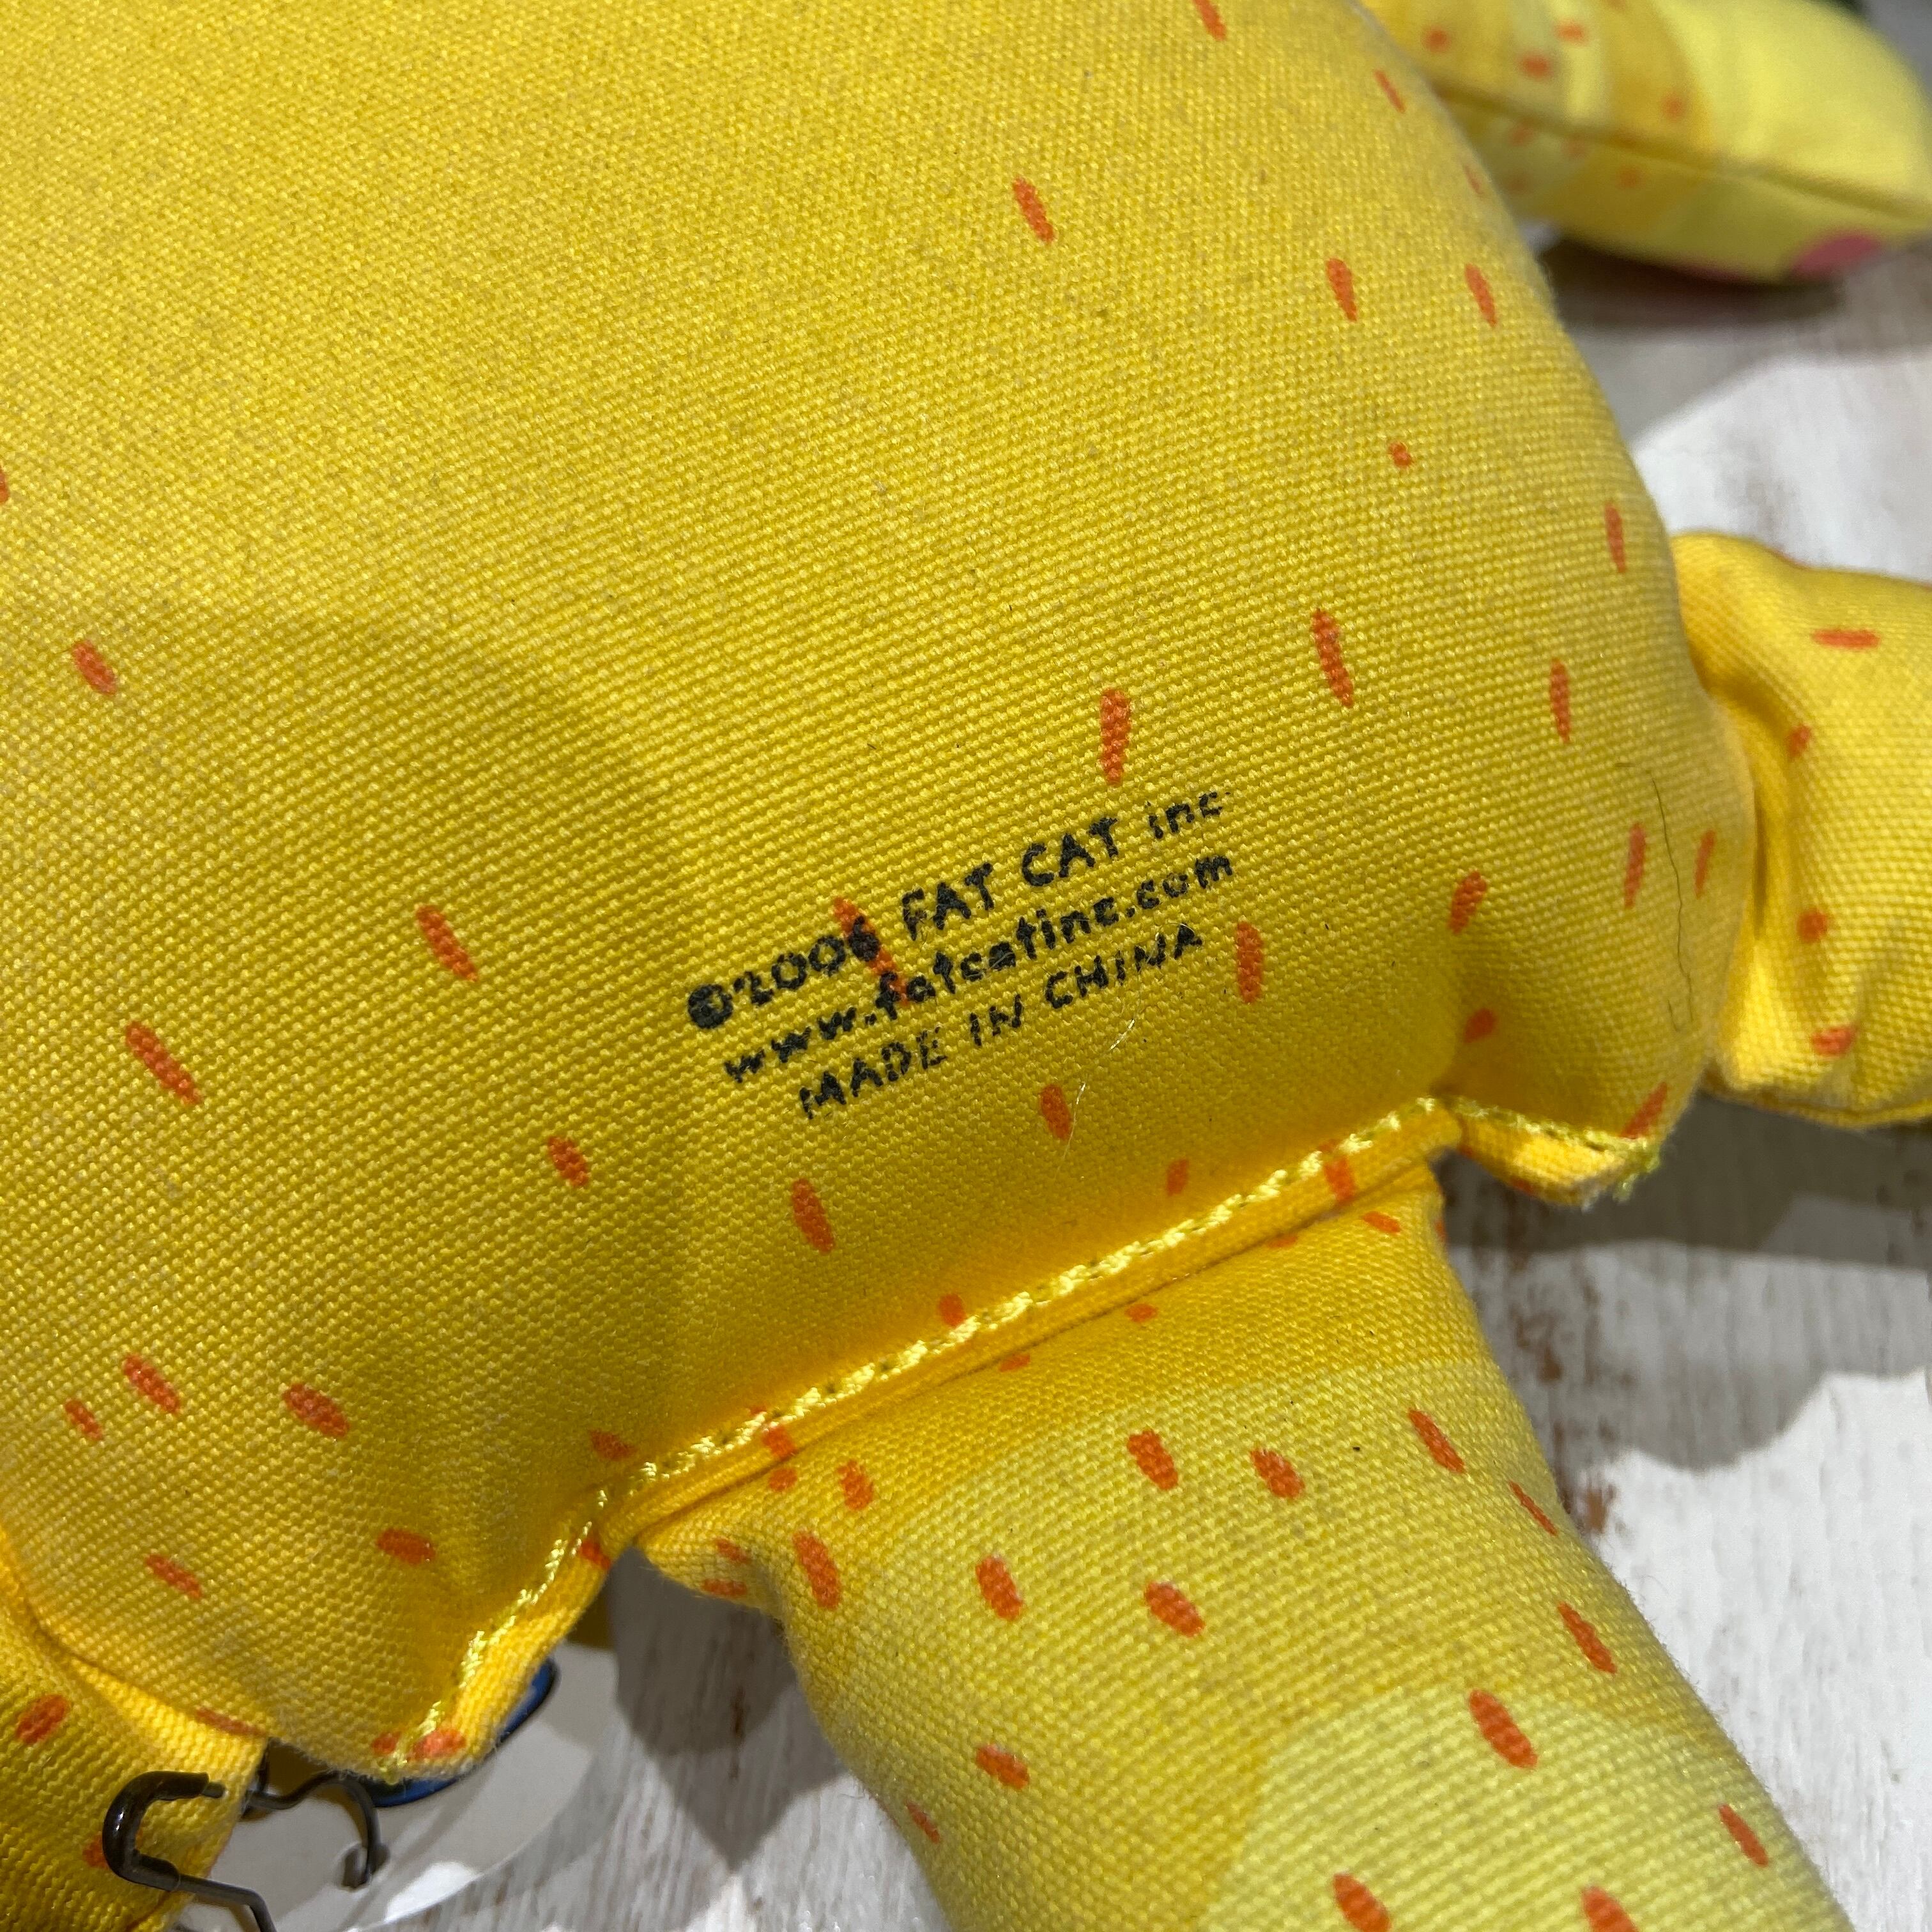 ©2006 FAT CAT inc
www.fatcatinc.com
MADE IN CHINA